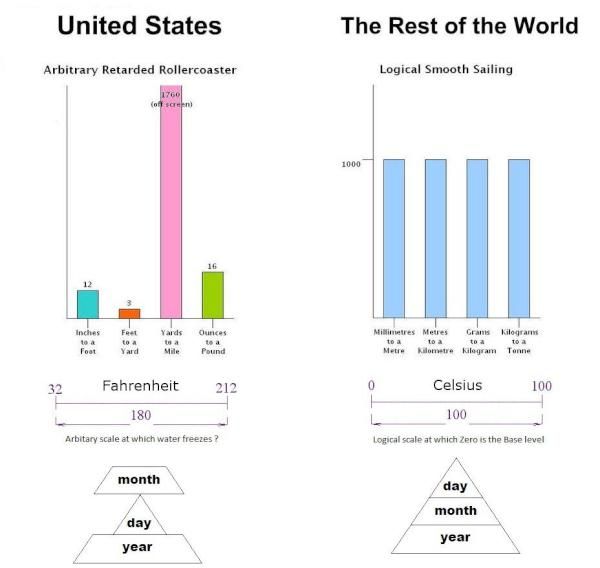 United States
Arbitrary Retarded Rollercoaster
1760
(off screen)
12
3
16
Inches
to a
Foot
Feet
to a
Yard
Yards
to a
Mile
Ounces
to a
Pound
32
Fahrenheit
212
180
Arbitary scale at which water freezes ?
month
day
year
The Rest of the World
Logical Smooth Sailing
1000
Millimetres
to a
Metre
Metres
to a
Kilometre
Grams
to a
Kilogram
Kilograms
to a
Tonne
0
Celsius
100
100
Logical scale at which Zero is the Base level
day
month
year